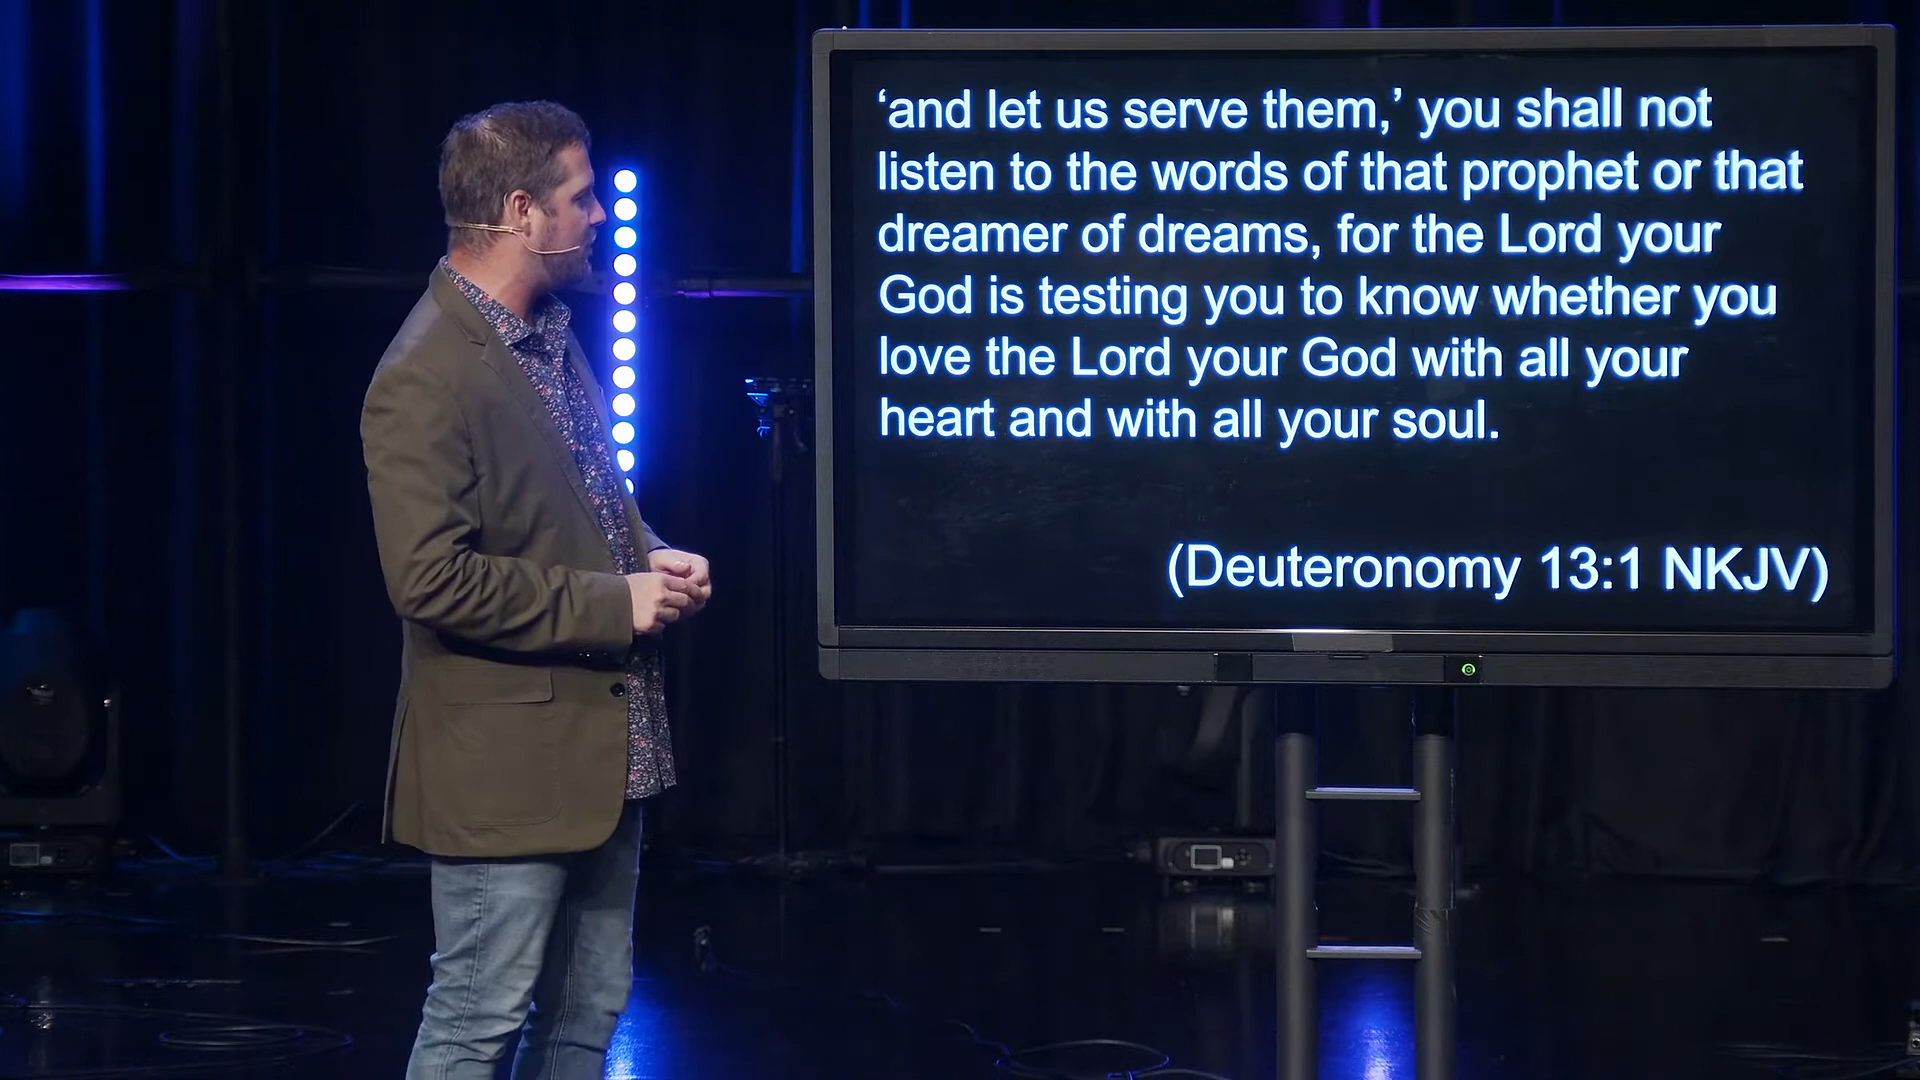 ‘and let us serve them,’ you shall not
listen to the words of that prophet or that
dreamer of dreams, for the Lord your
God is testing you to know whether you
love the Lord your God with all your
heart and with all your soul.
(Deuteronomy 13:1 NKJV)